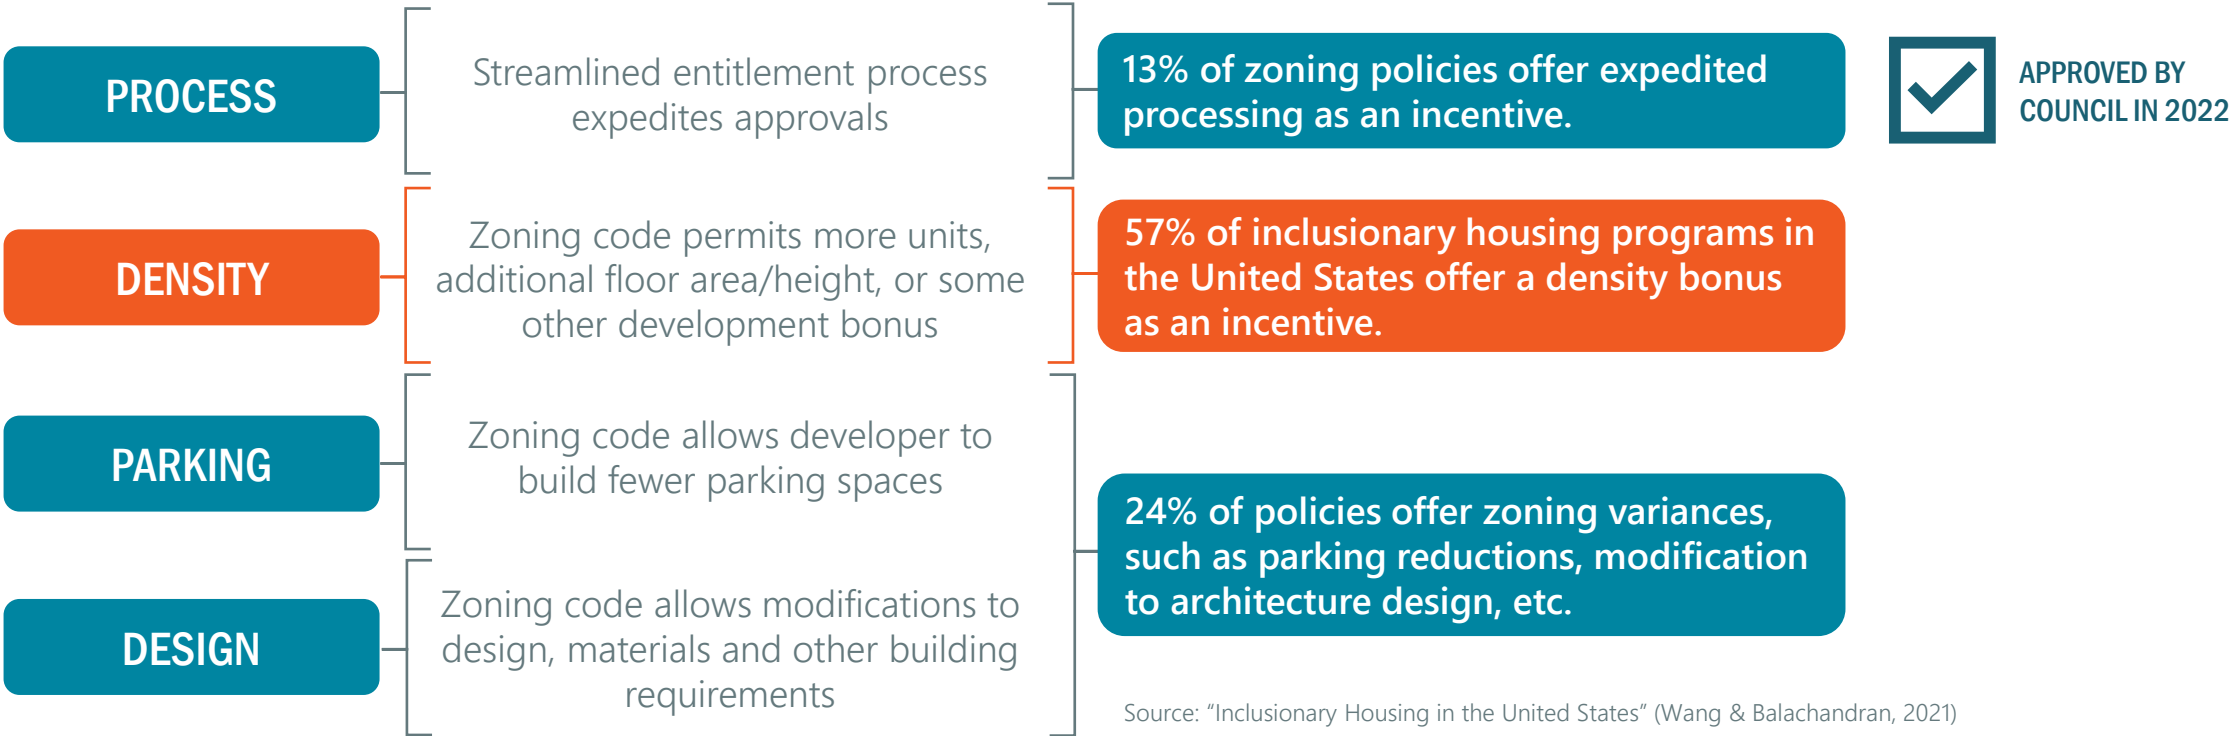 PROCESS
Streamlined entitlement process
expedites approvals
13% of zoning policies offer expedited
processing as an incentive.
APPROVED BY
COUNCIL IN 2022
DENSITY
Zoning code permits more units,
additional floor area/height, or some
other development bonus
57% of inclusionary housing programs in
the United States offer a density bonus
as an incentive.
PARKING
Zoning code allows developer to
build fewer parking spaces
24% of policies offer zoning variances,
such as parking reductions, modification
to architecture design, etc.
DESIGN
Zoning code allows modifications to
design, materials and other building
requirements
Source: “Inclusionary Housing in the United States” (Wang & Balachandran, 2021)